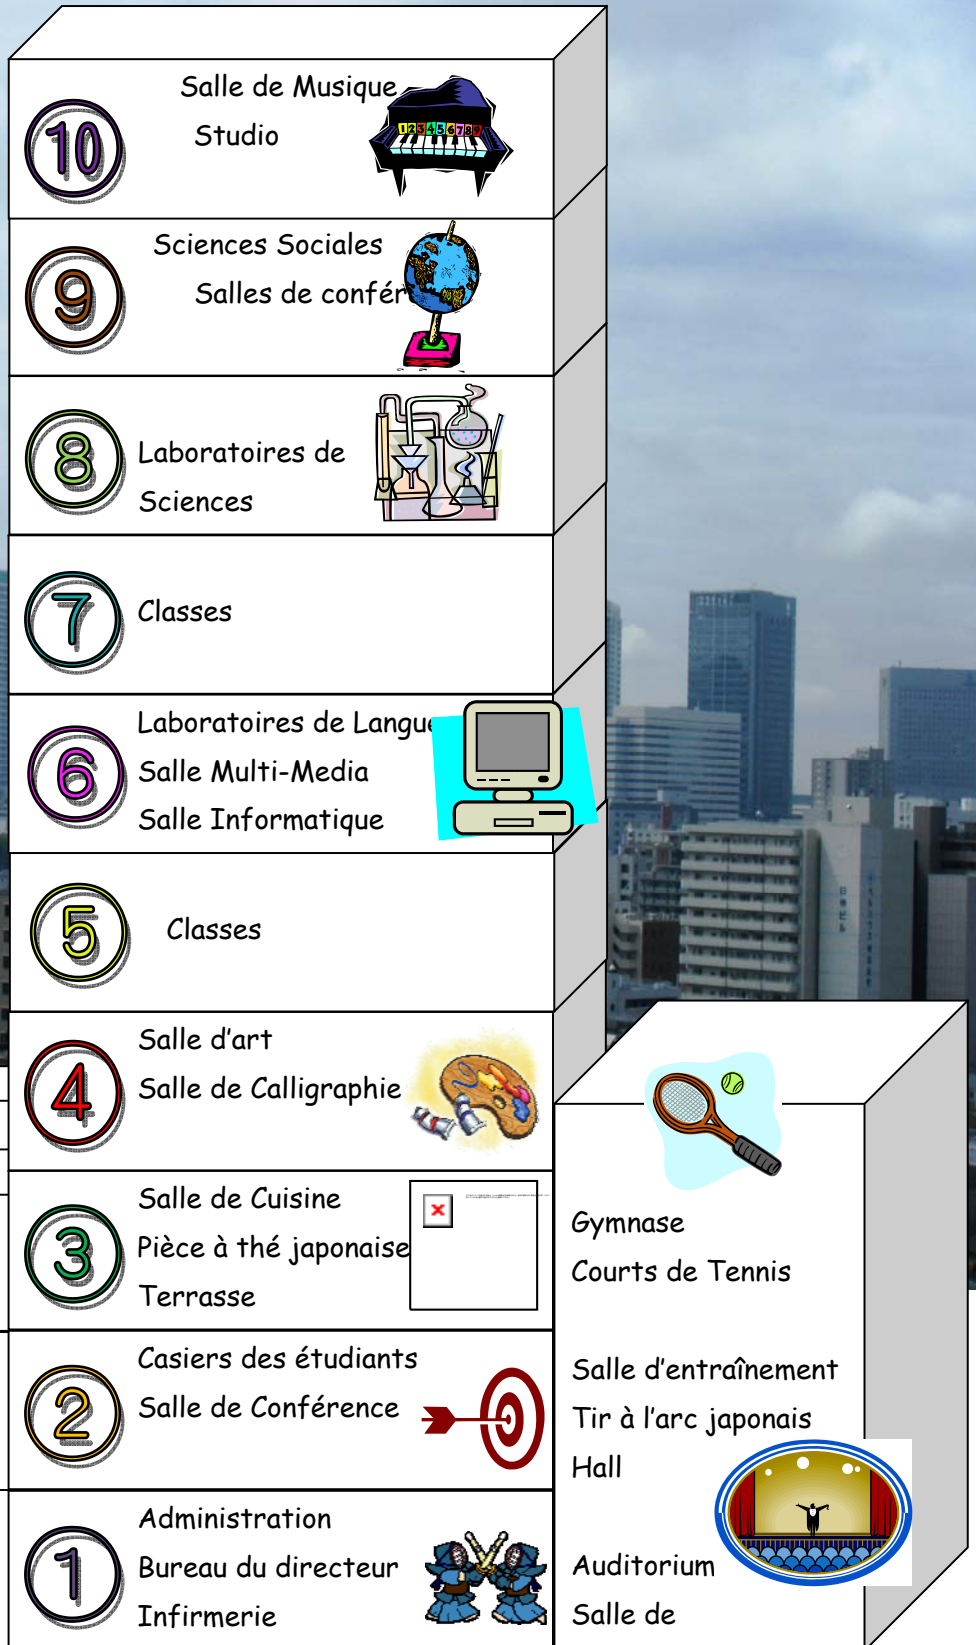 Salle de Musique
Studio
10
123456789
Sciences Sociales
Salles de confér
9
Laboratoires de
Sciences
8
7
Classes
Laboratoires de Langue
Salle Multi-Media
Salle Informatique
6
5
Classes
Salle d'art
Salle de Calligraphie
4
Salle de Cuisine
Pièce à thé japonaise
Terrasse
3
Casiers des étudiants
Salle de Conférence
2
Administration
Bureau du directeur
Infirmerie
1
Gymnase
Courts de Tennis
Salle d'entraînement
Tir à l'arc japonais
Hall
Auditorium
Salle de